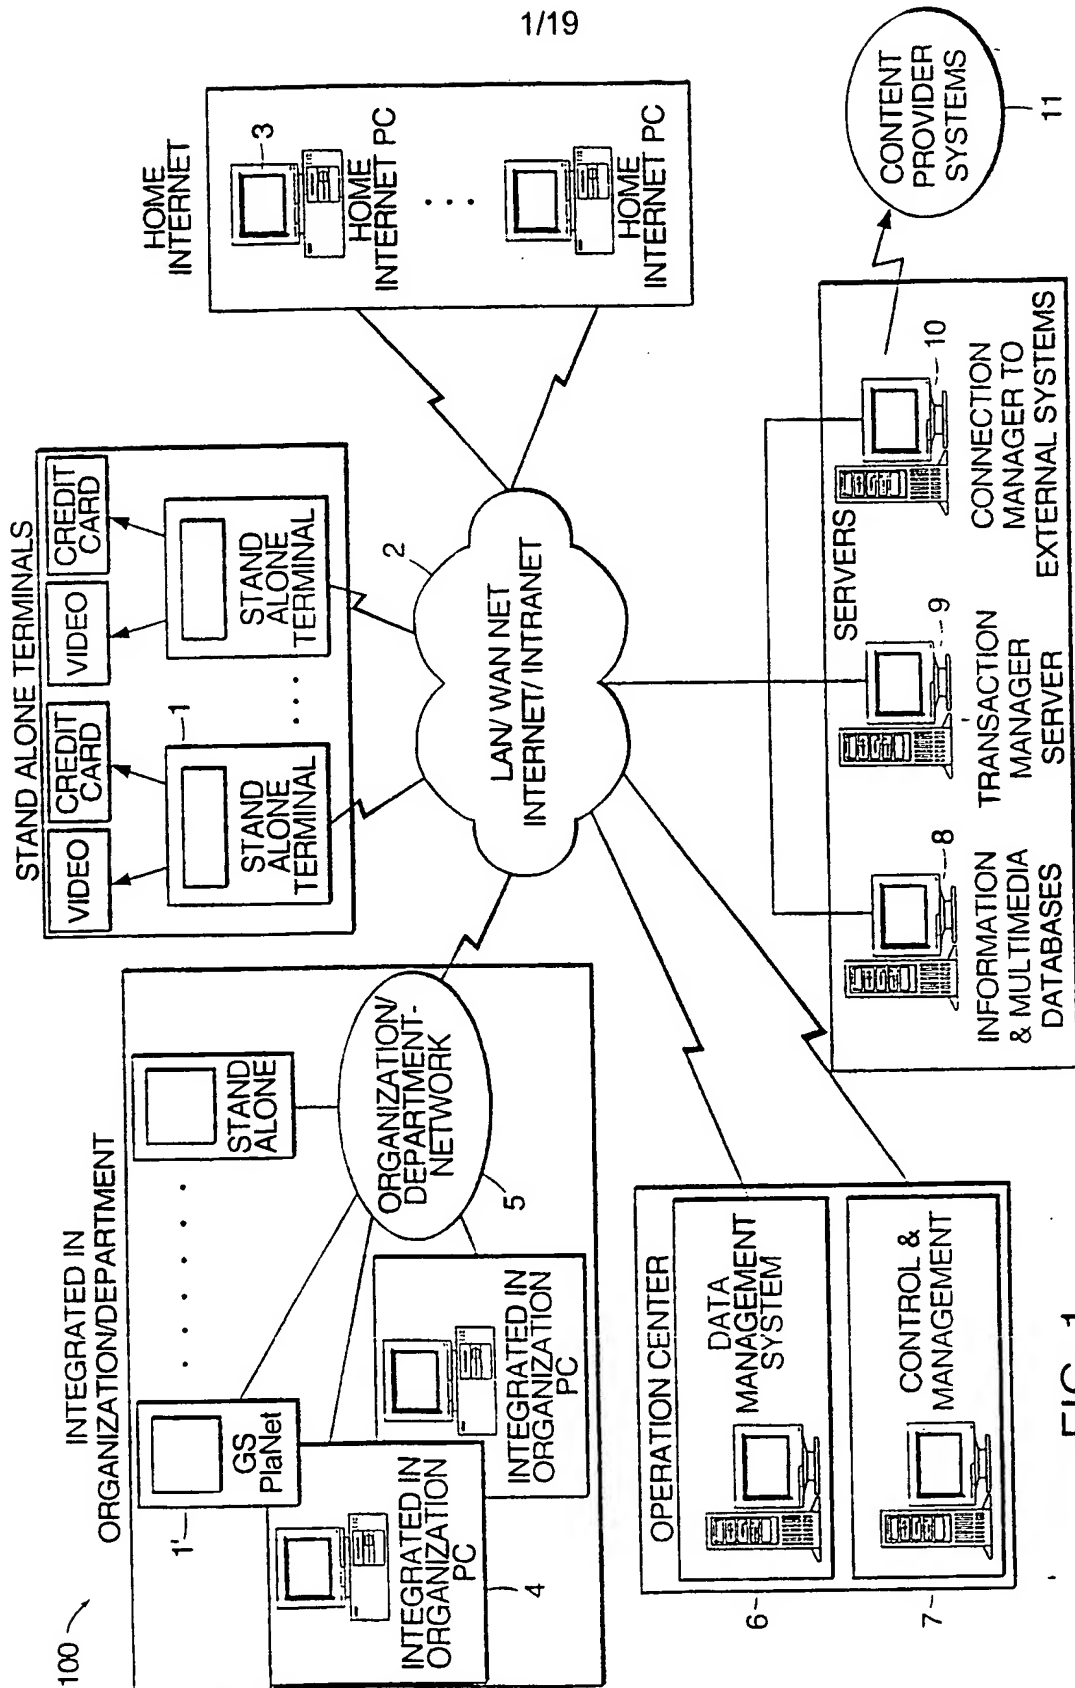 1/19
100
INTEGRATED IN
ORGANIZATION/DEPARTMENT
1'
GS
PlaNet
STAND
ALONE
INTEGRATED IN
ORGANIZATION
PC
4
INTEGRATED IN
ORGANIZATION
PC
ORGANIZATION/
DEPARTMENT-
NETWORK
5
STAND ALONE TERMINALS
VIDEO
CREDIT
CARD
VIDEO
CREDIT
CARD
1
STAND
ALONE
TERMINAL
STAND
ALONE
TERMINAL
HOME
INTERNET
3
HOME
INTERNET PC
HOME
INTERNET PC
2
LAN/WAN NET
INTERNET/INTRANET
OPERATION CENTER
DATA
MANAGEMENT
SYSTEM
6
CONTROL &
MANAGEMENT
7
SERVERS
8
INFORMATION
& MULTIMEDIA
DATABASES
9
TRANSACTION
MANAGER
SERVER
10
CONNECTION
MANAGER TO
EXTERNAL SYSTEMS
CONTENT
PROVIDER
SYSTEMS
11
FIG. 1